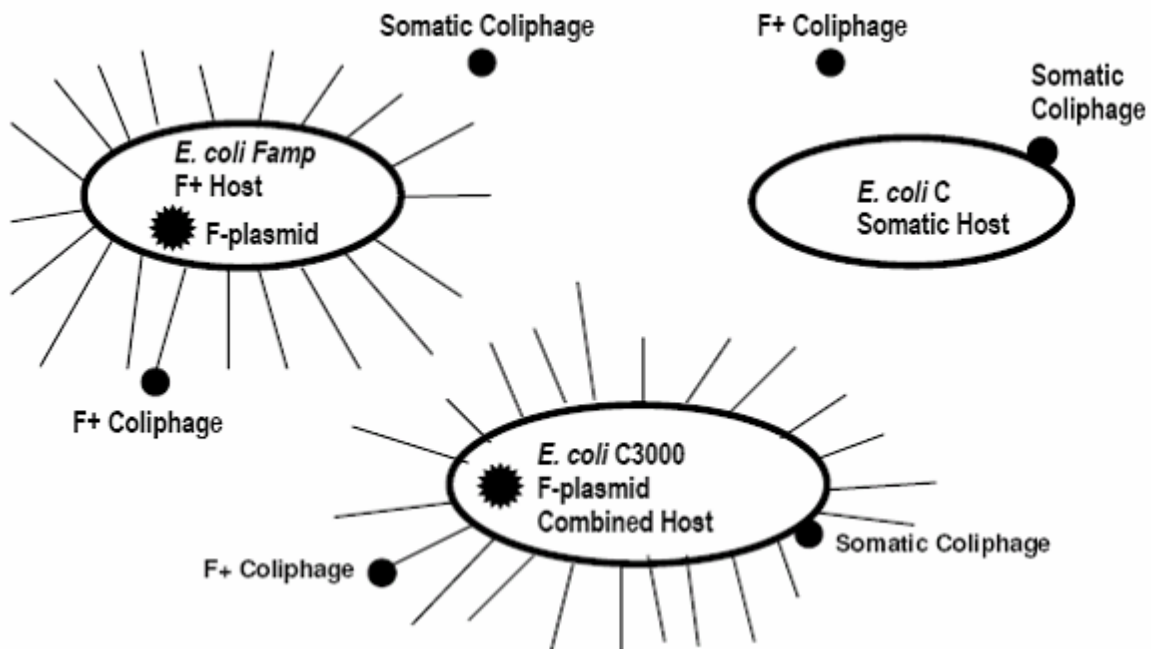 Somatic Coliphage
F+ Coliphage
Somatic
Coliphage
E. coli Famp
F+ Host
F-plasmid
E. coli C
Somatic Host
F+ Coliphage
E. coli C3000
F-plasmid
Combined Host
F+ Coliphage
Somatic Coliphage